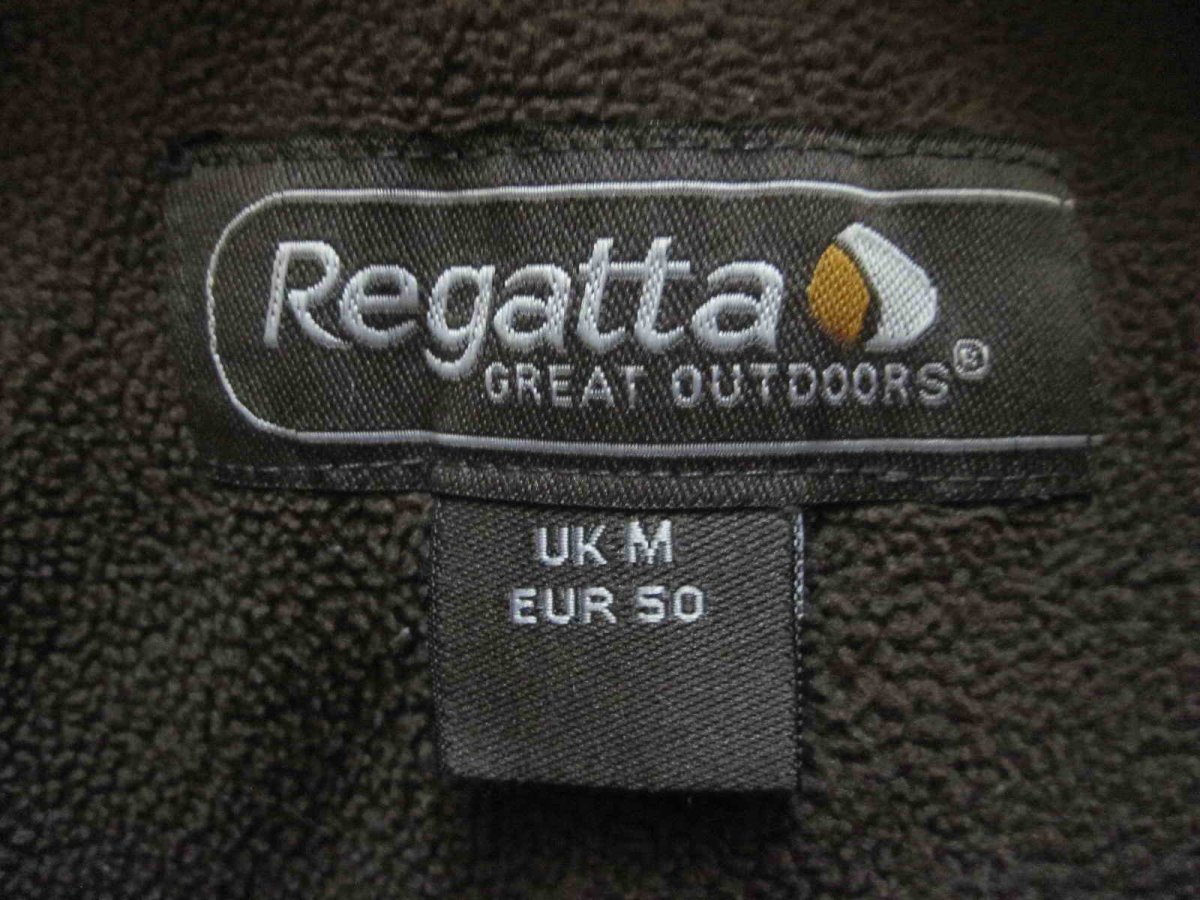 Regatta
GREAT OUTDOORS®
UK M
EUR 50